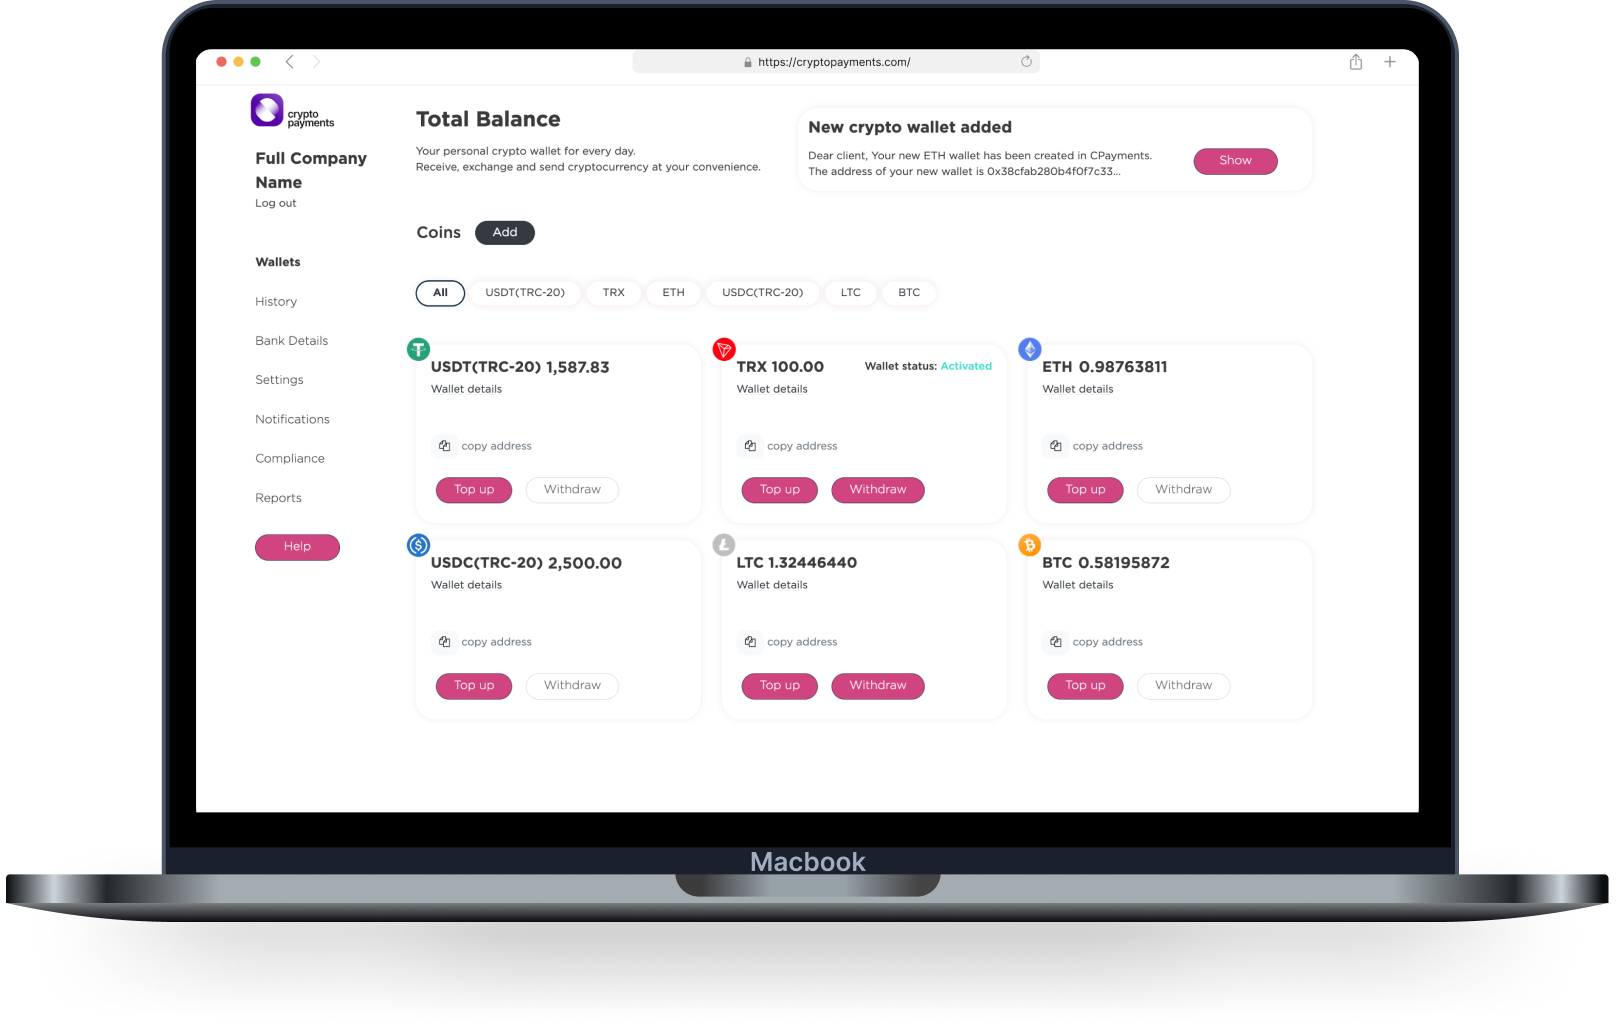 https://cryptopayments.com/
crypto
payments
Full Company
Name
Log out
Wallets
History
Bank Details
Settings
Notifications
Compliance
Reports
Help
Total Balance
Your personal crypto wallet for every day.
Receive, exchange and send cryptocurrency at your convenience.
New crypto wallet added
Dear client, Your new ETH wallet has been created in CPayments.
The address of your new wallet is 0x38cfab280b4f0f7c33...
Show
Coins Add
All USDT(TRC-20) TRX ETH USDC(TRC-20) LTC BTC
USDT(TRC-20) 1,587.83
Wallet details
copy address
Top up Withdraw
TRX 100.00 Wallet status: Activated
Wallet details
copy address
Top up Withdraw
ETH 0.98763811
Wallet details
copy address
Top up Withdraw
USDC(TRC-20) 2,500.00
Wallet details
copy address
Top up Withdraw
LTC 1.32446440
Wallet details
copy address
Top up Withdraw
BTC 0.58195872
Wallet details
copy address
Top up Withdraw
Macbook